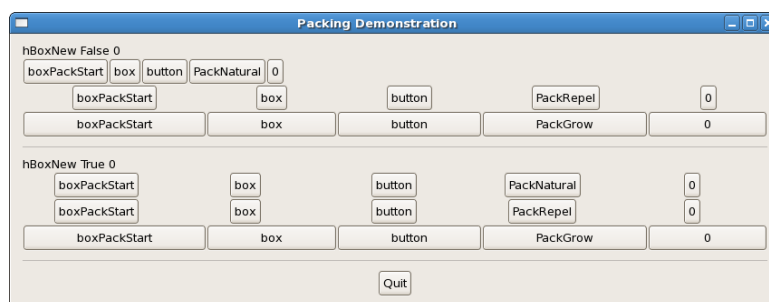 Packing Demonstration
hBoxNew False 0
boxPackStart box button PackNatural 0
boxPackStart box button PackRepel 0
boxPackStart box button PackGrow 0
hBoxNew True 0
boxPackStart box button PackNatural 0
boxPackStart box button PackRepel 0
boxPackStart box button PackGrow 0
Quit